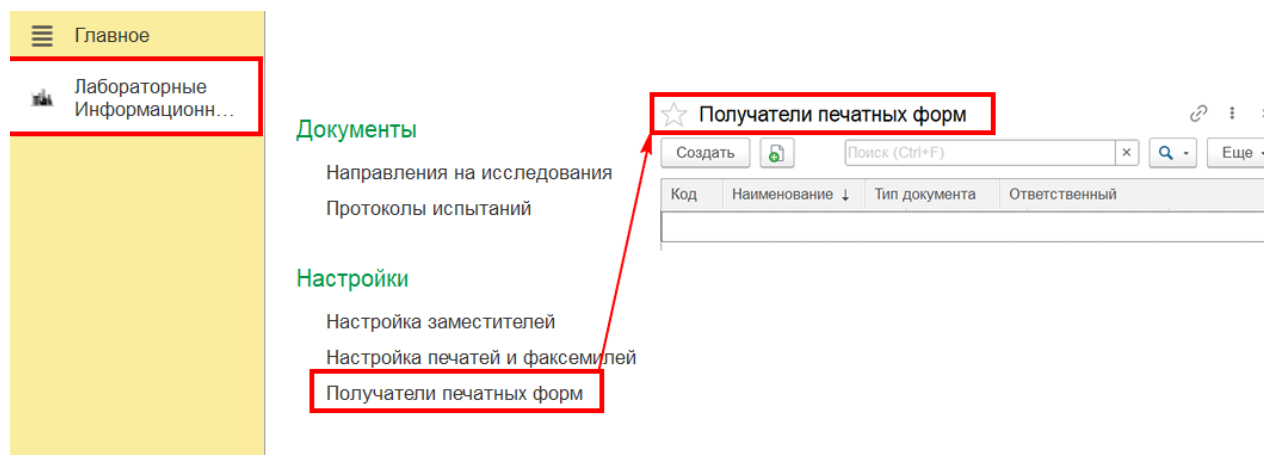 Главное
Лабораторные
Информационн...
Документы
Направления на исследования
Протоколы испытаний
Настройки
Настройка заместителей
Настройка печатей и факсемилей
Получатели печатных форм
Получатели печатных форм
Создать
Поиск (Ctrl+F)
Еще
Код Наименование ↓ Тип документа Ответственный